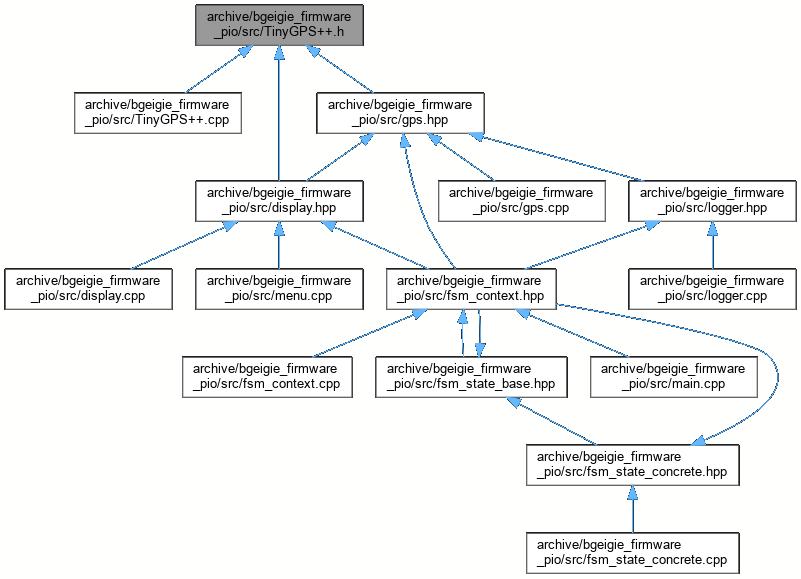 archive/bgeigie_firmware
_pio/src/TinyGPS++.h
archive/bgeigie_firmware
_pio/src/TinyGPS++.cpp
archive/bgeigie_firmware
_pio/src/gps.hpp
archive/bgeigie_firmware
_pio/src/display.hpp
archive/bgeigie_firmware
_pio/src/gps.cpp
archive/bgeigie_firmware
_pio/src/logger.hpp
archive/bgeigie_firmware
_pio/src/display.cpp
archive/bgeigie_firmware
_pio/src/menu.cpp
archive/bgeigie_firmware
_pio/src/fsm_context.hpp
archive/bgeigie_firmware
_pio/src/logger.cpp
archive/bgeigie_firmware
_pio/src/fsm_context.cpp
archive/bgeigie_firmware
_pio/src/fsm_state_base.hpp
archive/bgeigie_firmware
_pio/src/main.cpp
archive/bgeigie_firmware
_pio/src/fsm_state_concrete.hpp
archive/bgeigie_firmware
_pio/src/fsm_state_concrete.cpp